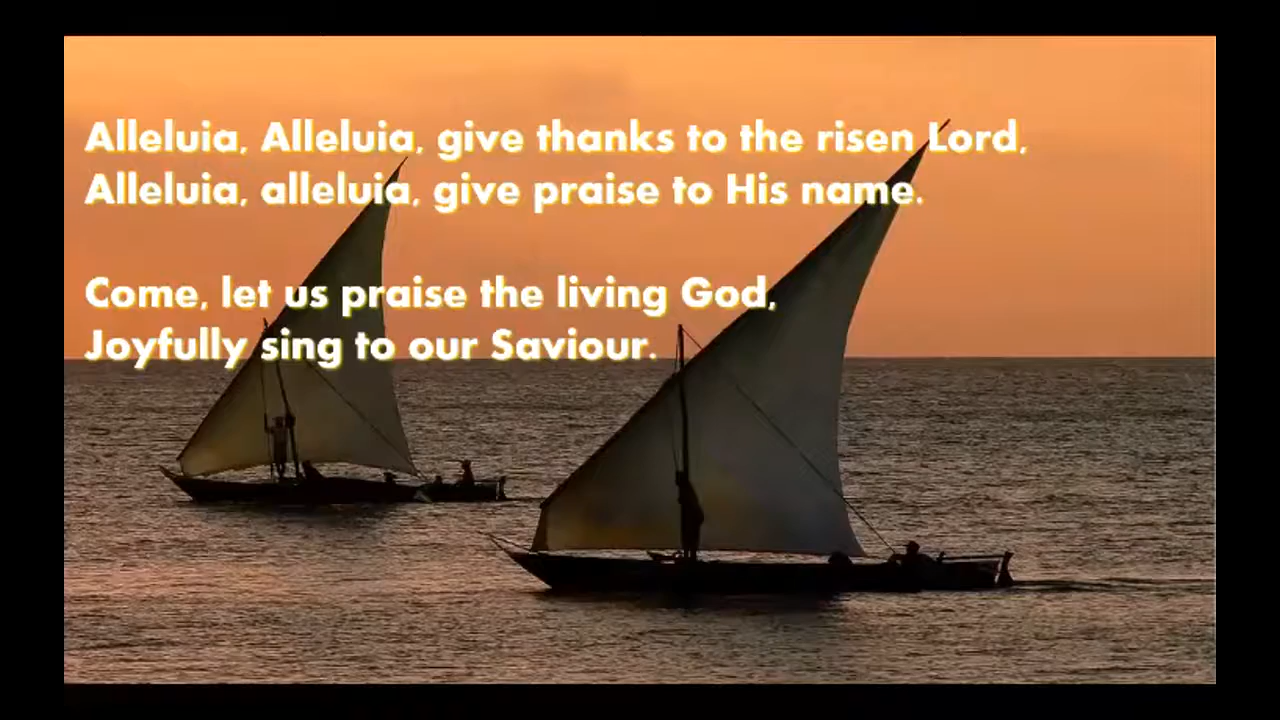 Alleluia, Alleluia, give thanks to the risen Lord,
Alleluia, alleluia, give praise to His name.
Come, let us praise the living God,
Joyfully sing to our Saviour.